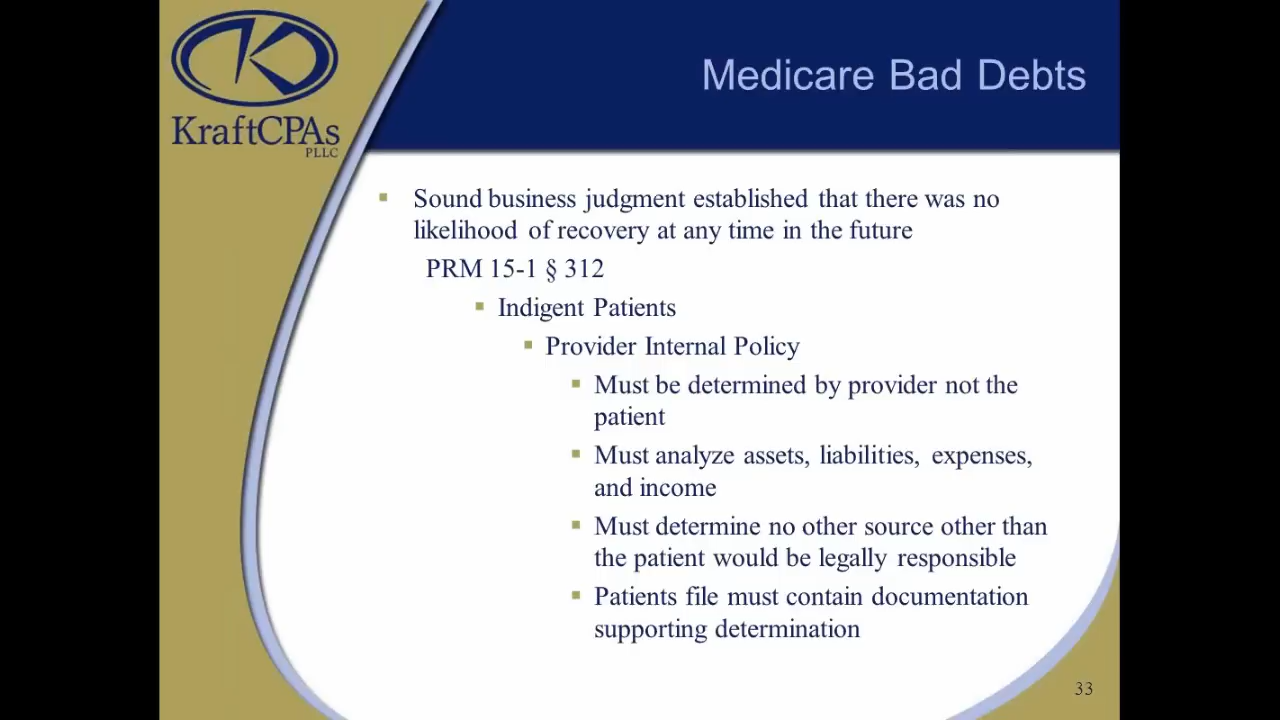 Medicare Bad Debts
KraftCPAs
PLLC
Sound business judgment established that there was no
likelihood of recovery at any time in the future
PRM 15-1 § 312
Indigent Patients
Provider Internal Policy
Must be determined by provider not the
patient
Must analyze assets, liabilities, expenses,
and income
Must determine no other source other than
the patient would be legally responsible
Patients file must contain documentation
supporting determination
33